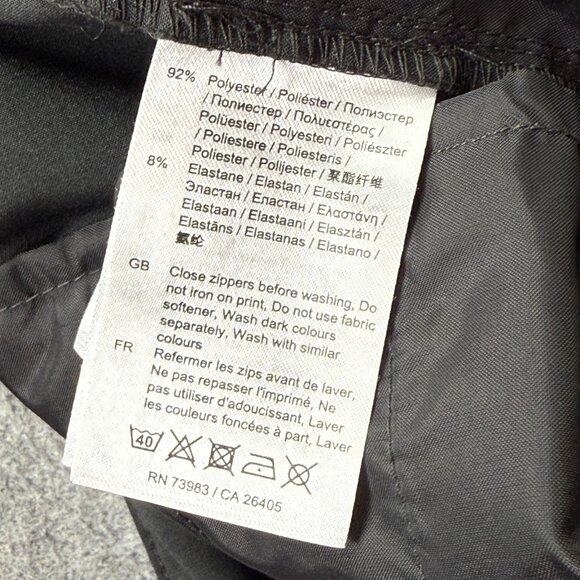 92% Polyester / Poliéster / Полиэстер
/ Полиестер / Πολυεστέρας /
Polüester / Polyesteri / Poliészter
/ Poliestere / Poliesteris /
Poliester / Polijester / 聚酯纤维
8% Elastane / Elastan / Elastán /
Эластан / Еластан / Ελαστάνη /
Elastaan / Elastaani / Elasztán /
Elastāns / Elastanas / Elastano /
氨纶
GB Close zippers before washing, Do
not iron on print, Do not use fabric
softener, Wash dark colours
separately, Wash with similar
colours
FR Refermer les zips avant de laver,
Ne pas repasser l'imprimé, Ne
pas utiliser d'adoucissant, Laver
les couleurs foncées à part, Laver
40
RN 73983 / CA 26405